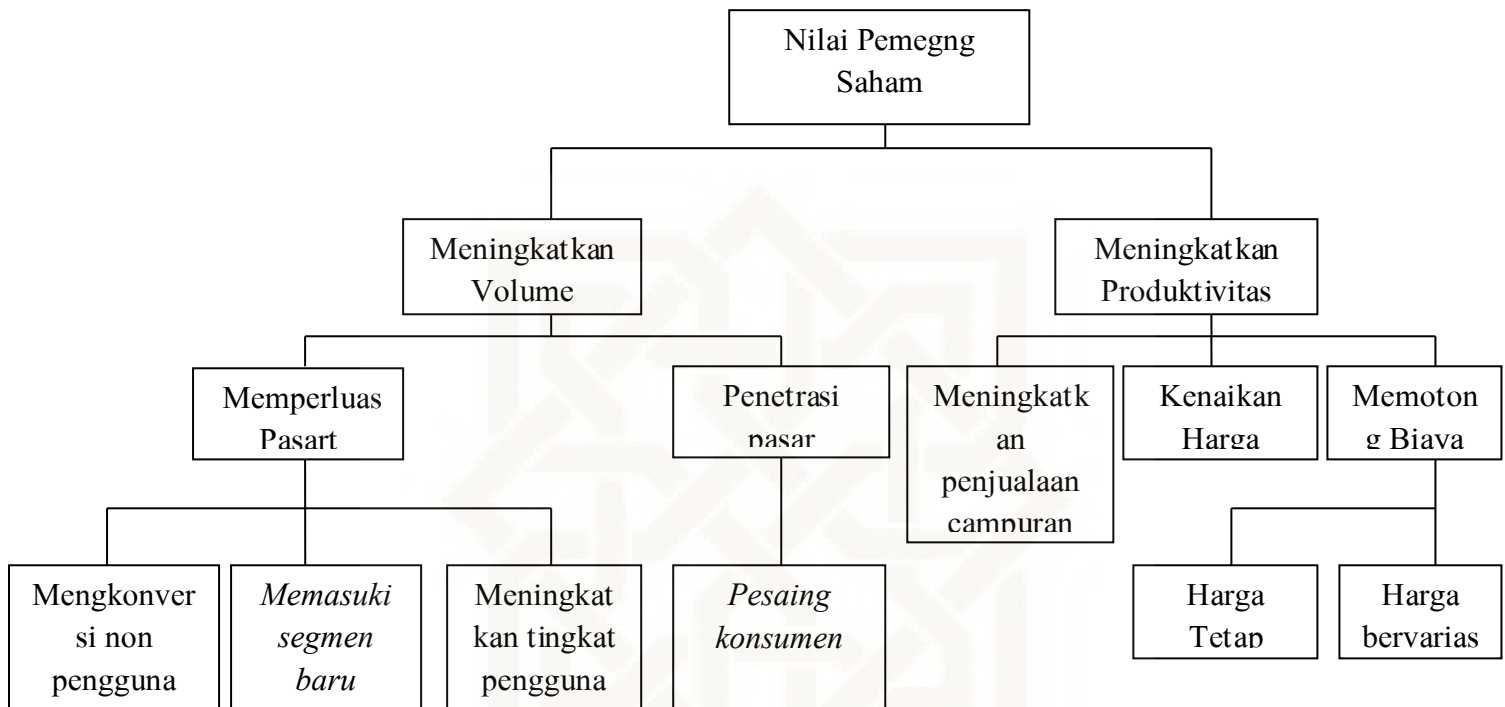 Nilai Pemegng
Saham
Meningkatkan
Volume
Meningkatkan
Produktivitas
Memperluas
Pasart
Penetrasi
pasar
Meningkatk
an
penjualaan
campuran
Kenaikan
Harga
Memoton
g Biaya
Mengkonver
si non
pengguna
Memasuki
segmen
baru
Meningkat
kan tingkat
pengguna
Pesaing
konsumen
Harga
Tetap
Harga
bervarias